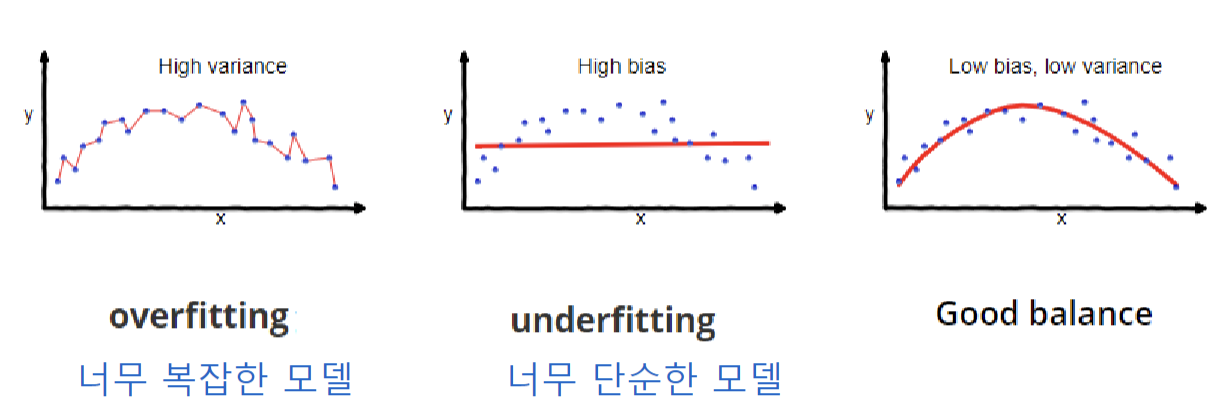 High variance
y
x
overfitting
너무 복잡한 모델
High bias
y
x
underfitting
너무 단순한 모델
Low bias, low variance
y
x
Good balance